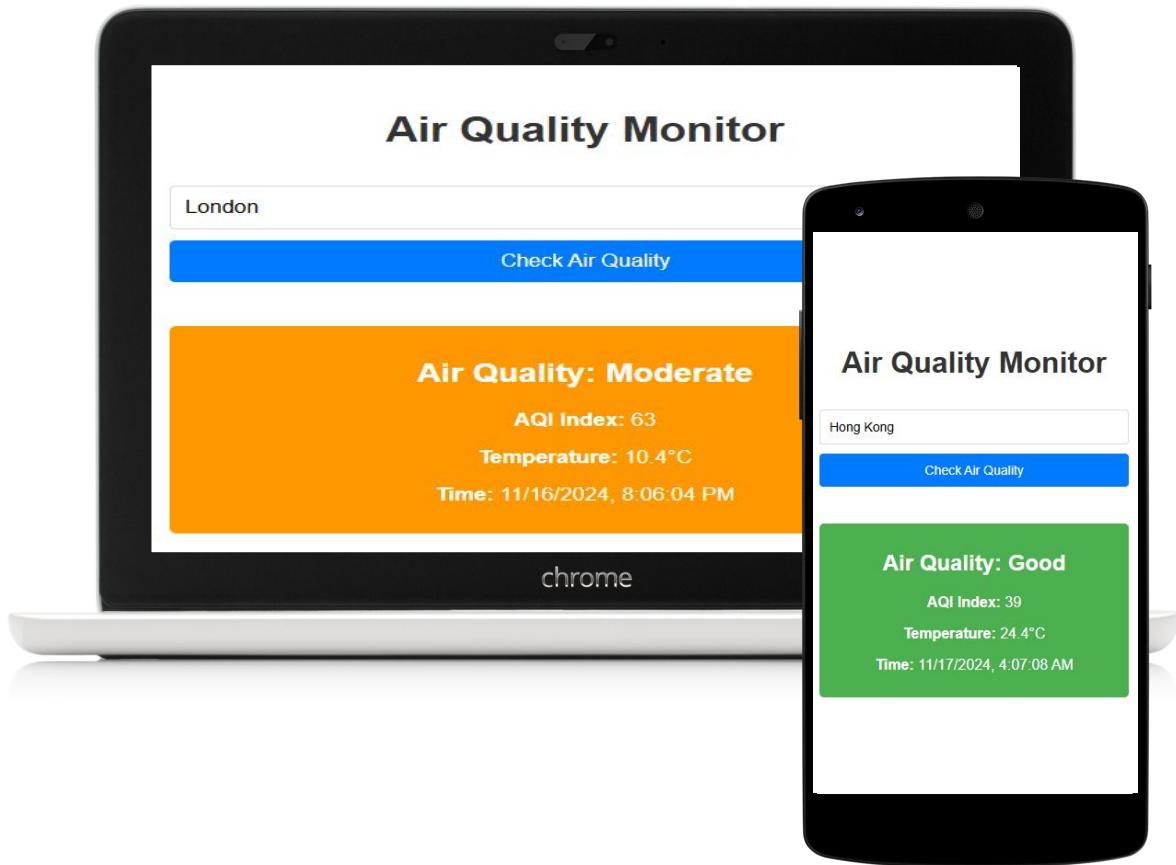 Air Quality Monitor
London
Check Air Quality
Air Quality: Moderate
AQI Index: 63
Temperature: 10.4°C
Time: 11/16/2024, 8:06:04 PM
chrome
Air Quality Monitor
Hong Kong
Check Air Quality
Air Quality: Good
AQI Index: 39
Temperature: 24.4°C
Time: 11/17/2024, 4:07:08 AM